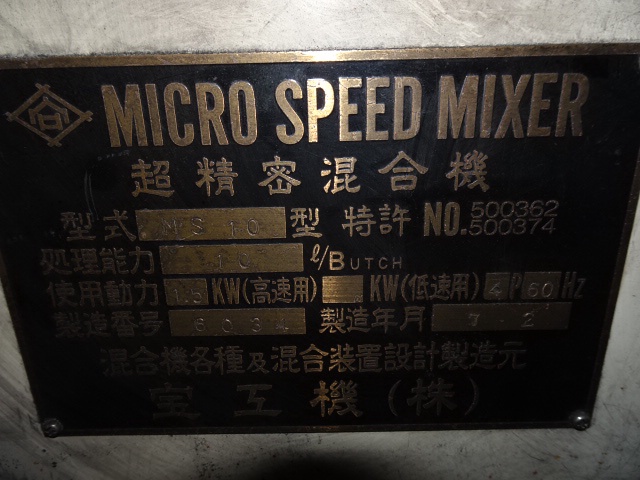 MICRO SPEED MIXER
超精密混合機
型式 MS 10 型 特許 NO. 500362 500374
処理能力 10 ℓ/BUTCH
使用動力 1.5 KW(高速用) KW(低速用) 4 P 60 Hz
製造番号 6034 製造年月 7 2
混合機各種及混合装置設計製造元
宝工機(株)